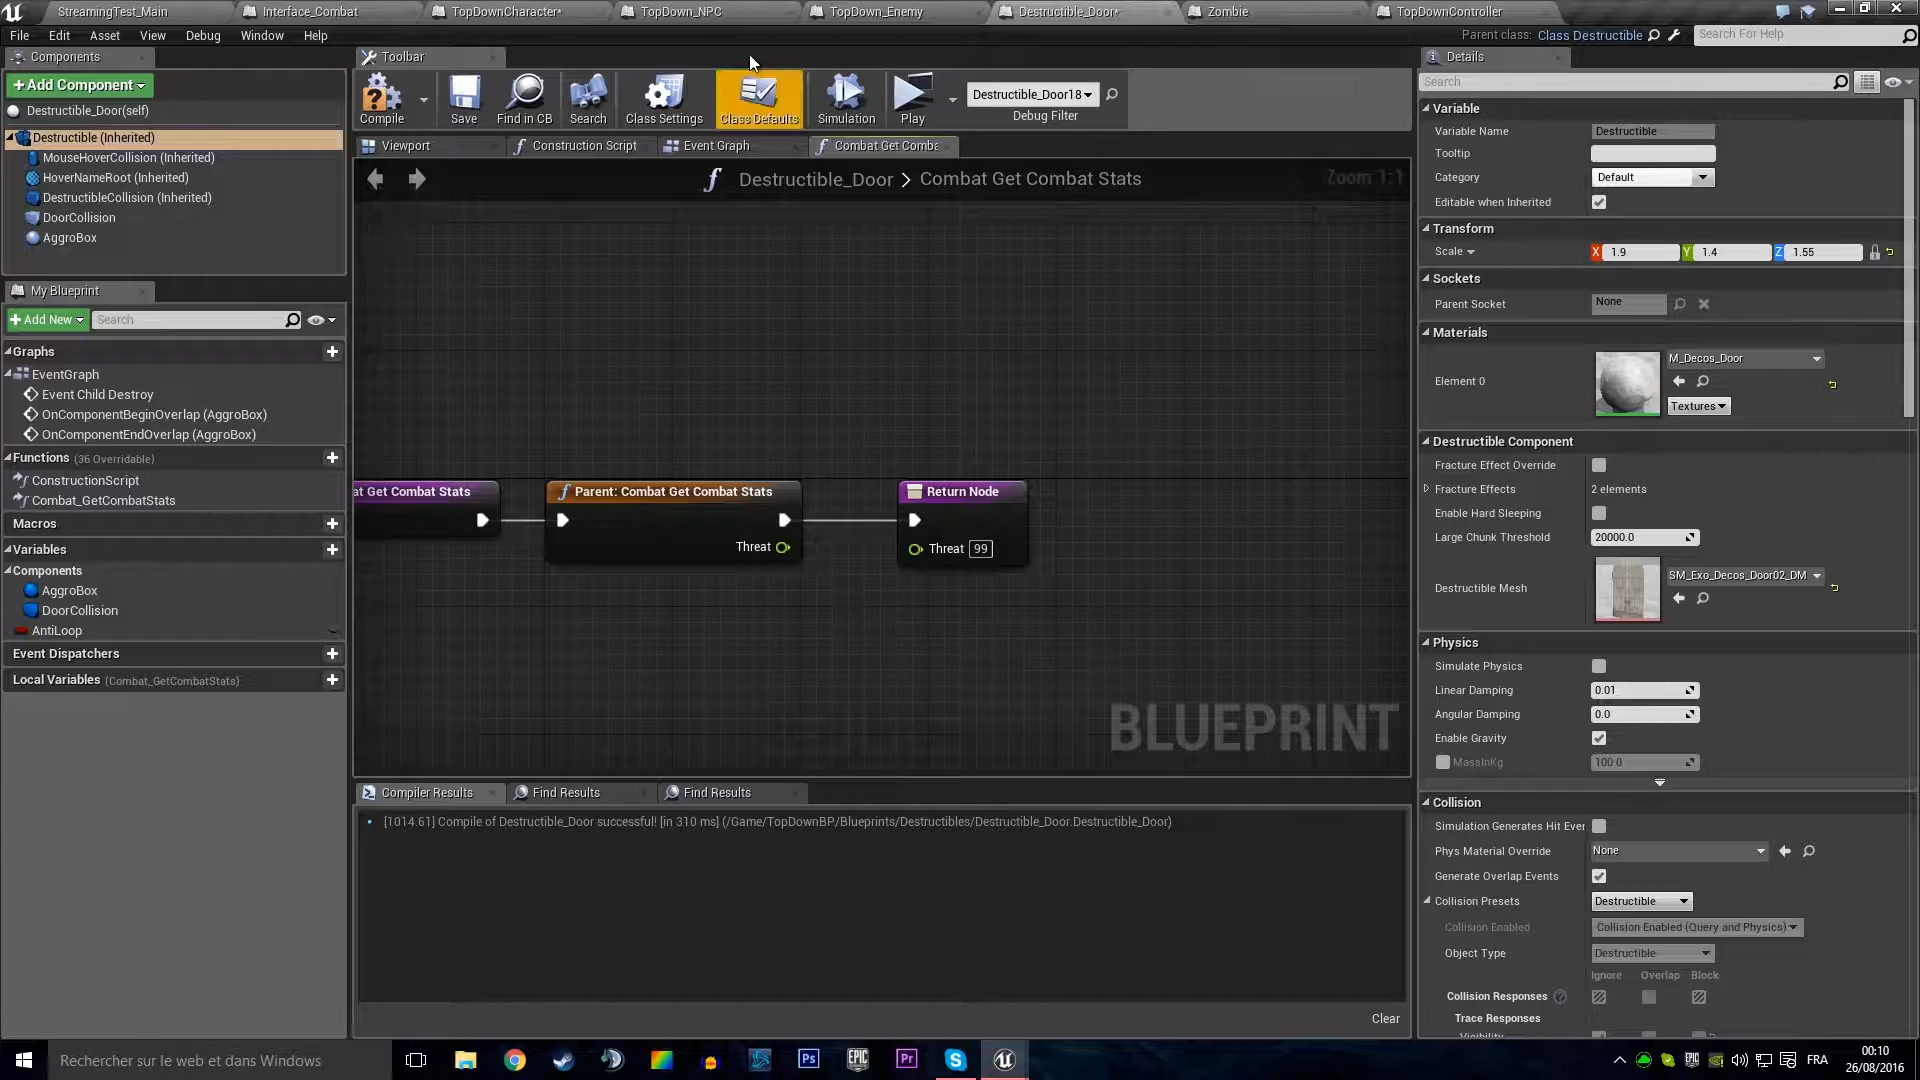 StreamingTest_Main
Interface_Combat
TopDownCharacter*
TopDown_NPC
TopDown_Enemy
Destructible_Door*
Zombie
TopDownController
File
Edit
Asset
View
Debug
Window
Help
Parent class: Class Destructible
Search For Help
Components
+Add Component
Destructible_Door(self)
Destructible (Inherited)
MouseHoverCollision (Inherited)
HoverNameRoot (Inherited)
DestructibleCollision (Inherited)
DoorCollision
AggroBox
My Blueprint
+Add New
Search
Graphs
EventGraph
Event Child Destroy
OnComponentBeginOverlap (AggroBox)
OnComponentEndOverlap (AggroBox)
Functions (36 Overridable)
ConstructionScript
Combat_GetCombatStats
Macros
Variables
Components
AggroBox
DoorCollision
AntiLoop
Event Dispatchers
Local Variables (Combat_GetCombatStats)
Toolbar
Compile
Save
Find in CB
Search
Class Settings
Class Defaults
Simulation
Play
Destructible_Door18
Debug Filter
Viewport
Construction Script
Event Graph
Combat Get Comba
Destructible_Door > Combat Get Combat Stats
Zoom 1:1
at Get Combat Stats
Parent: Combat Get Combat Stats
Threat
Return Node
Threat 99
BLUEPRINT
Compiler Results
Find Results
Find Results
[1014.61] Compile of Destructible_Door successful! [in 310 ms] (/Game/TopDownBP/Blueprints/Destructibles/Destructible_Door.Destructible_Door)
Clear
Details
Search
Variable
Variable Name Destructible
Tooltip
Category Default
Editable when Inherited
Transform
Scale X 1.9 Y 1.4 Z 1.55
Sockets
Parent Socket None
Materials
Element 0
M_Decos_Door
Textures
Destructible Component
Fracture Effect Override
Fracture Effects 2 elements
Enable Hard Sleeping
Large Chunk Threshold 20000.0
Destructible Mesh
SM_Exo_Decos_Door02_DM
Physics
Simulate Physics
Linear Damping 0.01
Angular Damping 0.0
Enable Gravity
MassInKg 100.0
Collision
Simulation Generates Hit Ever
Phys Material Override None
Generate Overlap Events
Collision Presets Destructible
Collision Enabled Collision Enabled (Query and Physics)
Object Type Destructible
Ignore Overlap Block
Collision Responses
Trace Responses
Rechercher sur le web et dans Windows
Ps
EPIC GAMES
Pr
FRA
00:10
26/08/2016